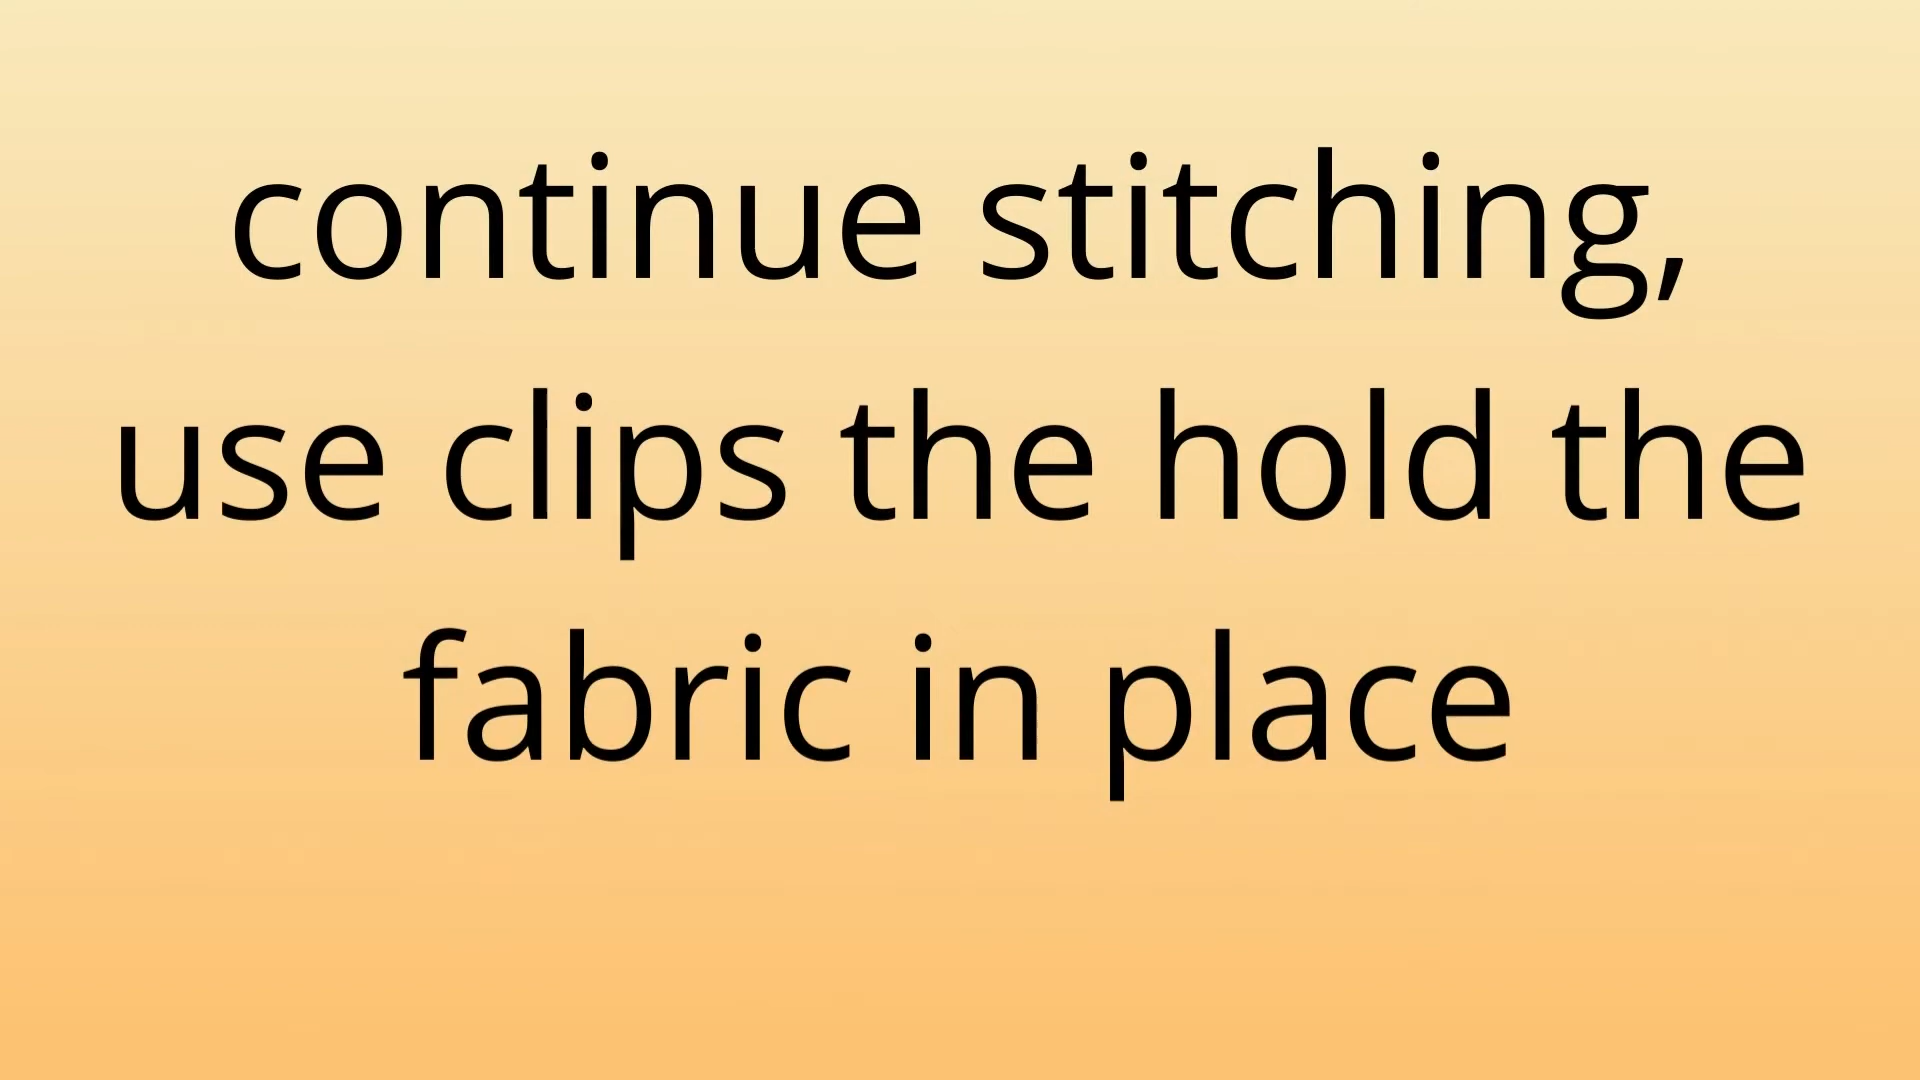 continue stitching,
use clips the hold the
fabric in place